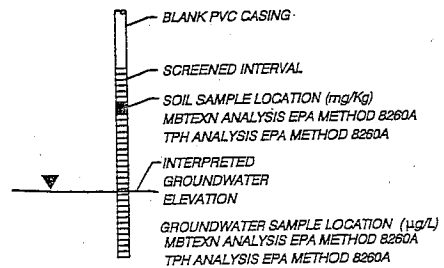 BLANK PVC CASING
SCREENED INTERVAL
SOIL SAMPLE LOCATION (mg/Kg)
MBTEXN ANALYSIS EPA METHOD 8260A
TPH ANALYSIS EPA METHOD 8260A
INTERPRETED
GROUNDWATER
ELEVATION
GROUNDWATER SAMPLE LOCATION (µg/L)
MBTEXN ANALYSIS EPA METHOD 8260A
TPH ANALYSIS EPA METHOD 8260A